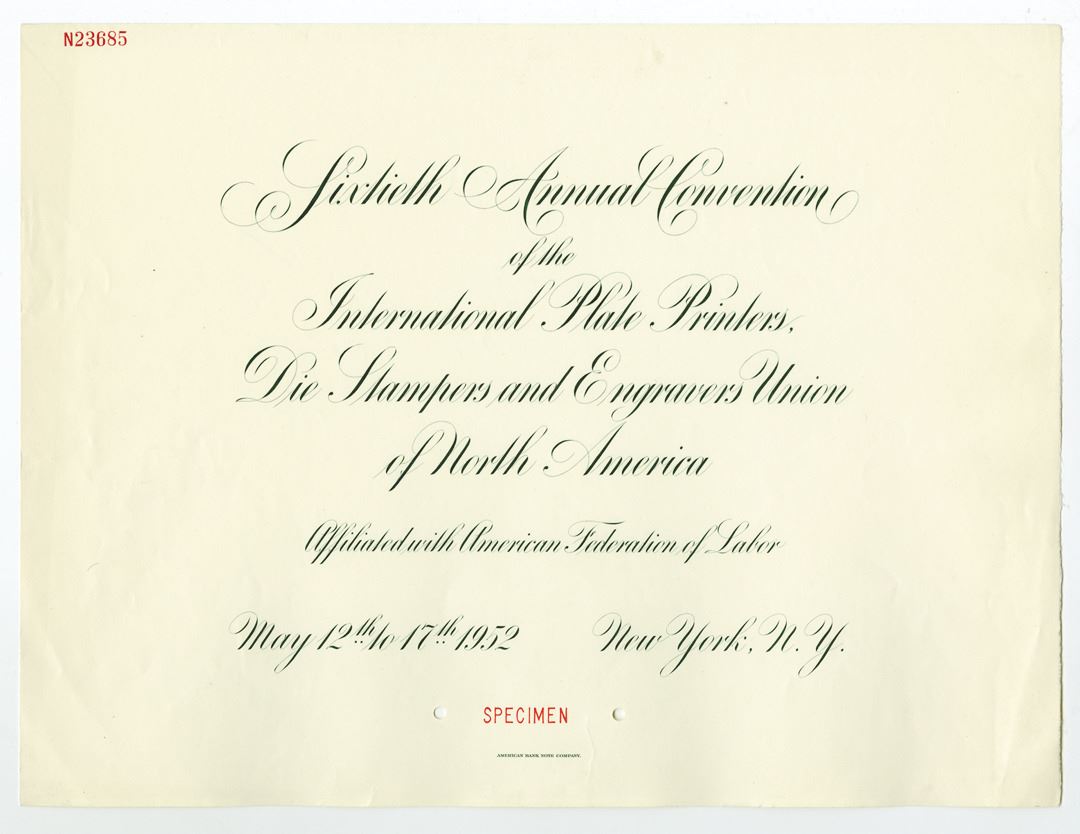 N23685
Sixtieth Annual Convention
of the
International Plate Printers,
Die Stampers and Engravers Union
of North America
Affiliated with American Federation of Labor
May 12th to 17th 1952 New York, N. Y.
SPECIMEN
AMERICAN BANK NOTE COMPANY.